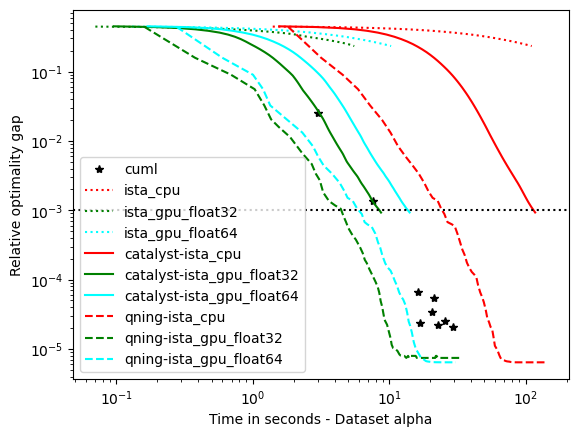 10⁻¹
10⁻²
10⁻³
10⁻⁴
10⁻⁵
Relative optimality gap
cuml
ista_cpu
ista_gpu_float32
ista_gpu_float64
catalyst-ista_cpu
catalyst-ista_gpu_float32
catalyst-ista_gpu_float64
qning-ista_cpu
qning-ista_gpu_float32
qning-ista_gpu_float64
10⁻¹ 10⁰ 10¹ 10²
Time in seconds - Dataset alpha